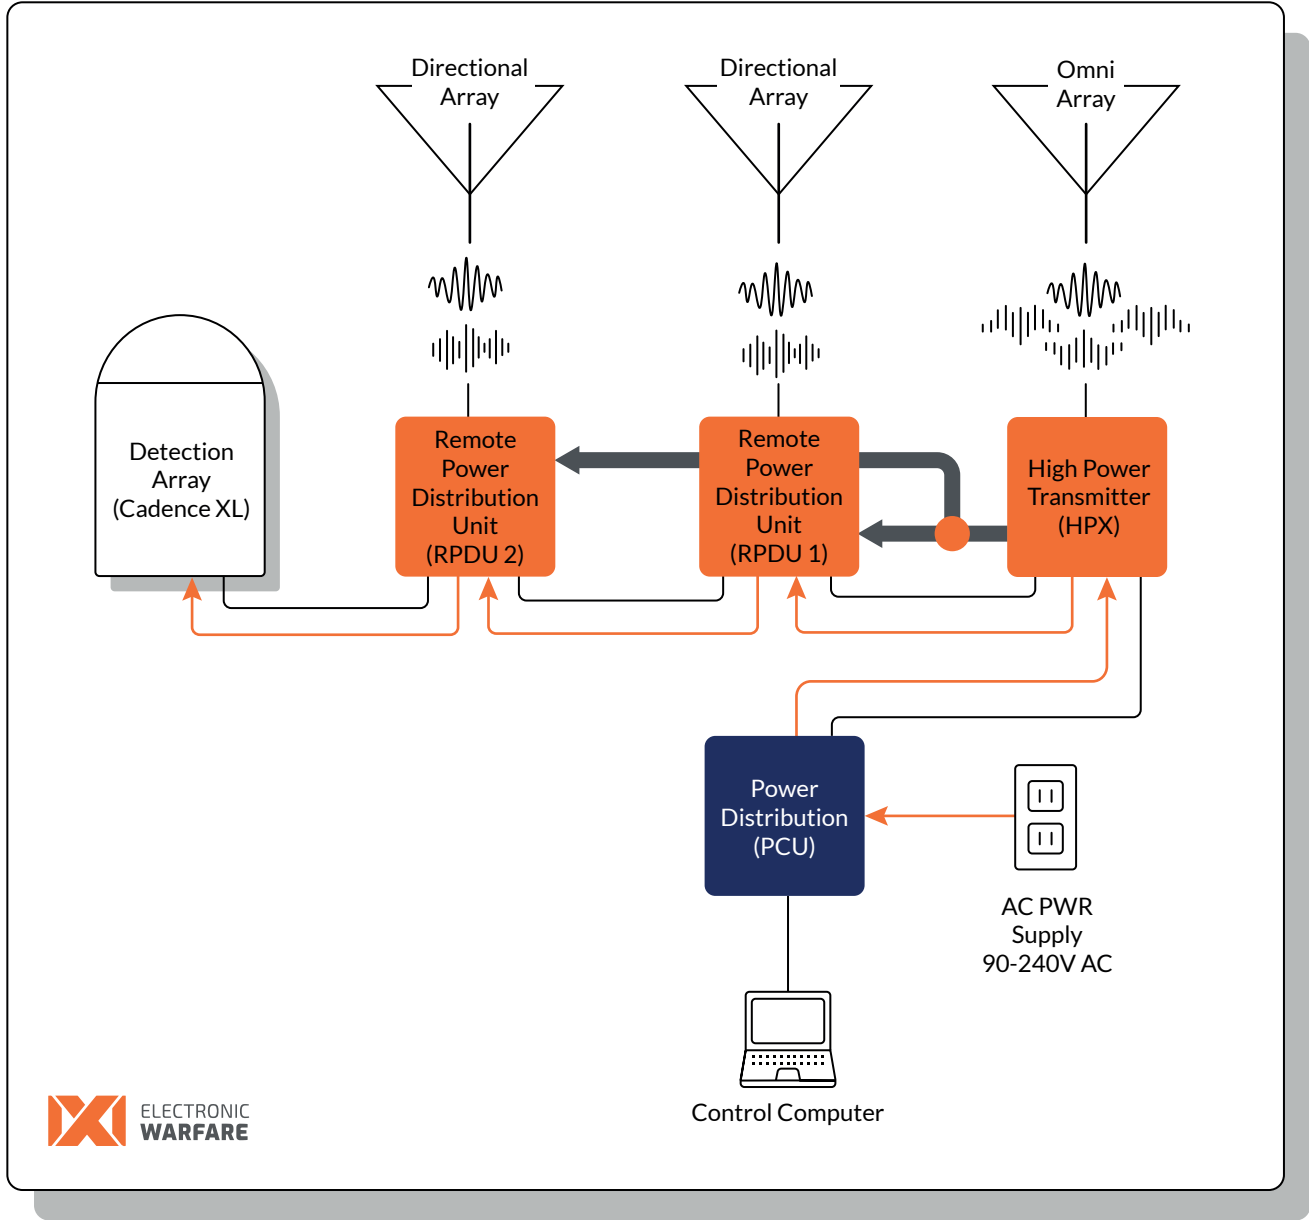 Directional
Array
Directional
Array
Omni
Array
Detection
Array
(Cadence XL)
Remote
Power
Distribution
Unit
(RPDU 2)
Remote
Power
Distribution
Unit
(RPDU 1)
High Power
Transmitter
(HPX)
Power
Distribution
(PCU)
AC PWR
Supply
90-240V AC
Control Computer
IXI
ELECTRONIC
WARFARE